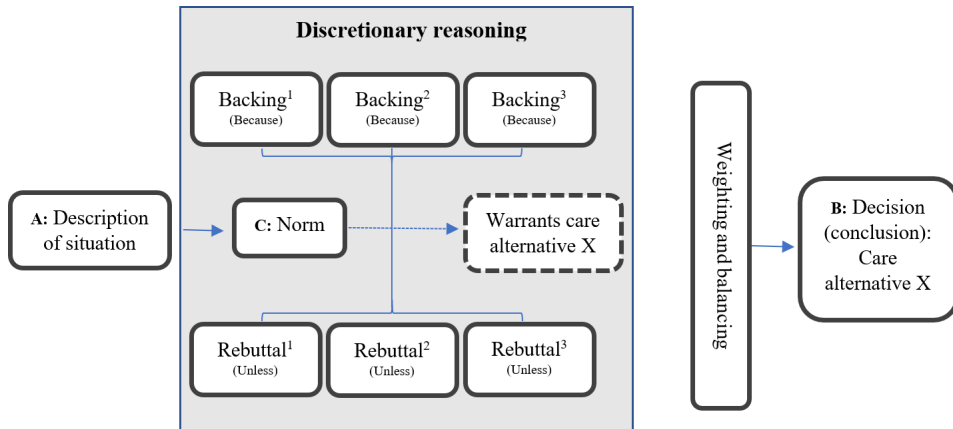 Discretionary reasoning
Backing¹
(Because)
Backing²
(Because)
Backing³
(Because)
A: Description
of situation
C: Norm
Warrants care
alternative X
Rebuttal¹
(Unless)
Rebuttal²
(Unless)
Rebuttal³
(Unless)
Weighting and balancing
B: Decision
(conclusion):
Care
alternative X